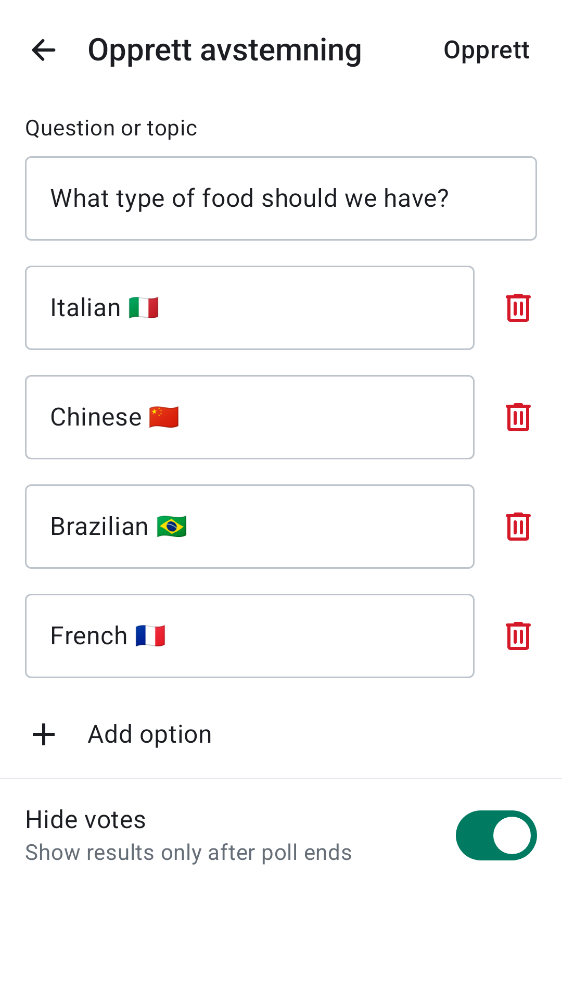 Opprett avstemning
Opprett
Question or topic
What type of food should we have?
Italian 🇮🇹
Chinese 🇨🇳
Brazilian 🇧🇷
French 🇫🇷
Add option
Hide votes
Show results only after poll ends